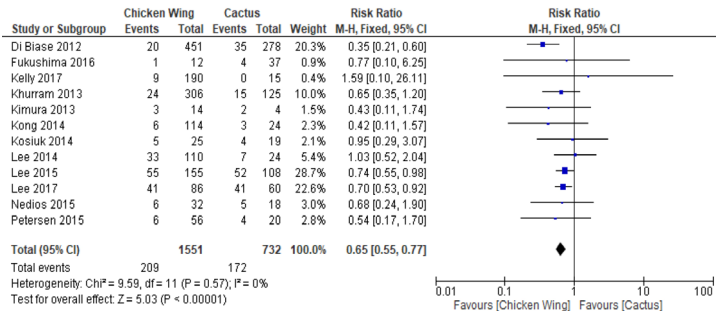 Chicken Wing Cactus Risk Ratio Risk Ratio
Study or Subgroup Events Total Events Total Weight M-H, Fixed, 95% CI M-H, Fixed, 95% CI
Di Biase 2012 20 451 35 278 20.3% 0.35 [0.21, 0.60]
Fukushima 2016 1 12 4 37 0.9% 0.77 [0.10, 6.25]
Kelly 2017 9 190 0 15 0.4% 1.59 [0.10, 26.11]
Khurram 2013 24 306 15 125 10.0% 0.65 [0.35, 1.20]
Kimura 2013 3 14 2 4 1.5% 0.43 [0.11, 1.74]
Kong 2014 6 114 3 24 2.3% 0.42 [0.11, 1.57]
Kosiuk 2014 5 25 4 19 2.1% 0.95 [0.29, 3.07]
Lee 2014 33 110 7 24 5.4% 1.03 [0.52, 2.04]
Lee 2015 55 155 52 108 28.7% 0.74 [0.55, 0.98]
Lee 2017 41 86 41 60 22.6% 0.70 [0.53, 0.92]
Nedios 2015 6 32 5 18 3.0% 0.68 [0.24, 1.90]
Petersen 2015 6 56 4 20 2.8% 0.54 [0.17, 1.70]
Total (95% CI) 1551 732 100.0% 0.65 [0.55, 0.77]
Total events 209 172
Heterogeneity: Chi² = 9.59, df = 11 (P = 0.57); I² = 0%
Test for overall effect: Z = 5.03 (P < 0.00001)
0.01 0.1 1 10 100
Favours [Chicken Wing] Favours [Cactus]